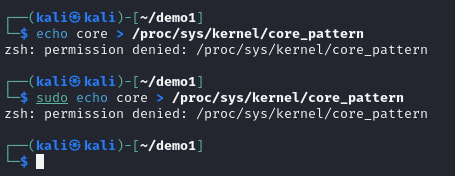 ┌──(kali㉿kali)-[~/demo1]
└─$ echo core > /proc/sys/kernel/core_pattern
zsh: permission denied: /proc/sys/kernel/core_pattern
┌──(kali㉿kali)-[~/demo1]
└─$ sudo echo core > /proc/sys/kernel/core_pattern
zsh: permission denied: /proc/sys/kernel/core_pattern
┌──(kali㉿kali)-[~/demo1]
└─$